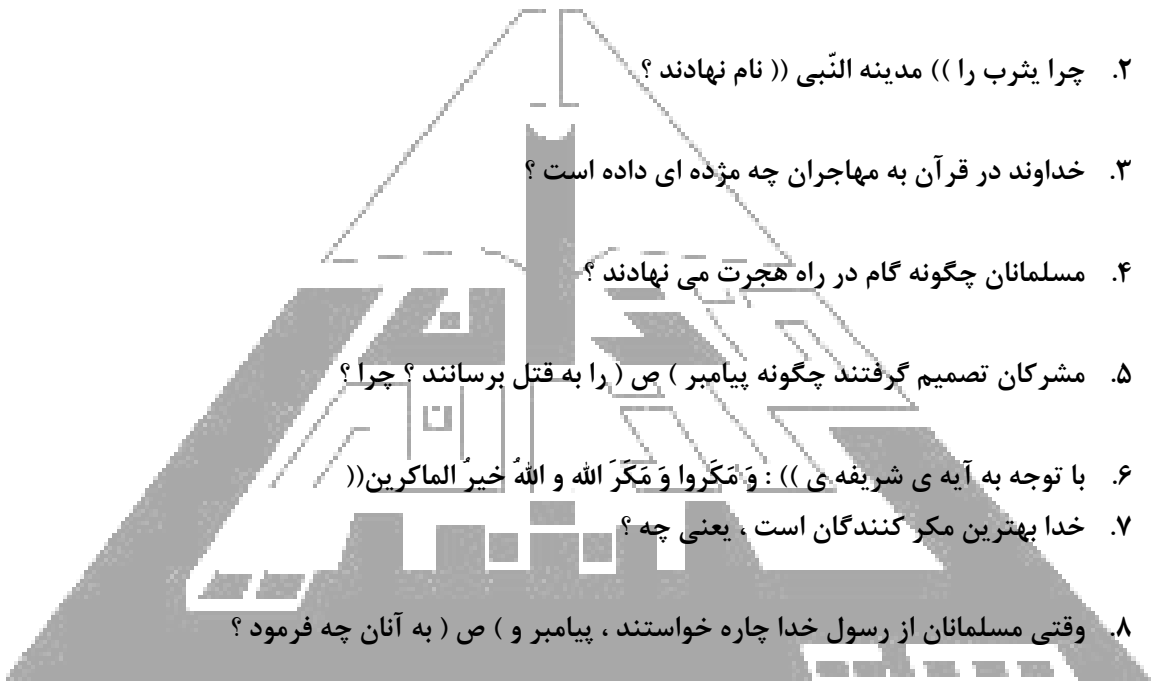 ۲. چرا یثرب را )) مدینه النّبی (( نام نهادند ؟
۳. خداوند در قرآن به مهاجران چه مژده ای داده است ؟
۴. مسلمانان چگونه گام در راه هجرت می نهادند ؟
۵. مشرکان تصمیم گرفتند چگونه پیامبر ) ص ( را به قتل برسانند ؟ چرا ؟
۶. با توجه به آیه ی شریفه ی )) : وَ مَکَروا وَ مَکَرَ الله و اللهُ خیرُ الماکرین((
۷. خدا بهترین مکر کنندگان است ، یعنی چه ؟
۸. وقتی مسلمانان از رسول خدا چاره خواستند ، پیامبر و ) ص ( به آنان چه فرمود ؟